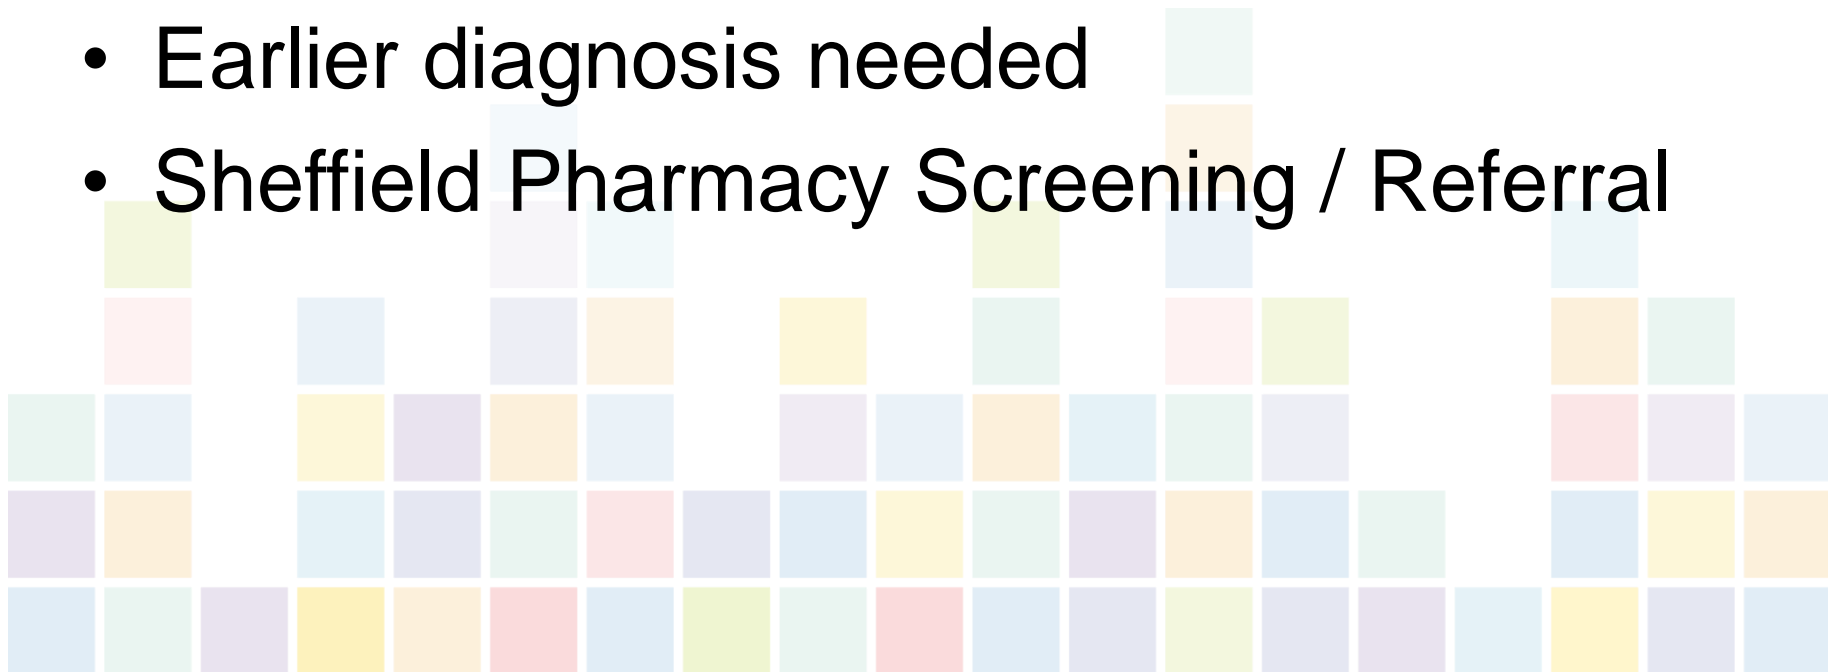 • Earlier diagnosis needed
• Sheffield Pharmacy Screening / Referral